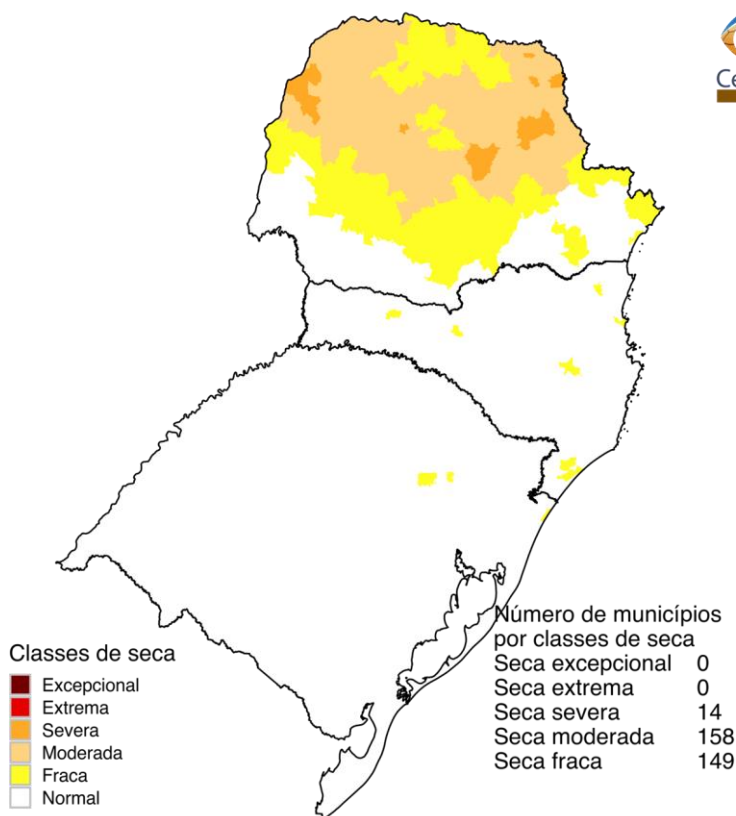 Ce
Classes de seca
Excepcional
Extrema
Severa
Moderada
Fraca
Normal
Número de municípios
por classes de seca
Seca excepcional 0
Seca extrema 0
Seca severa 14
Seca moderada 158
Seca fraca 149